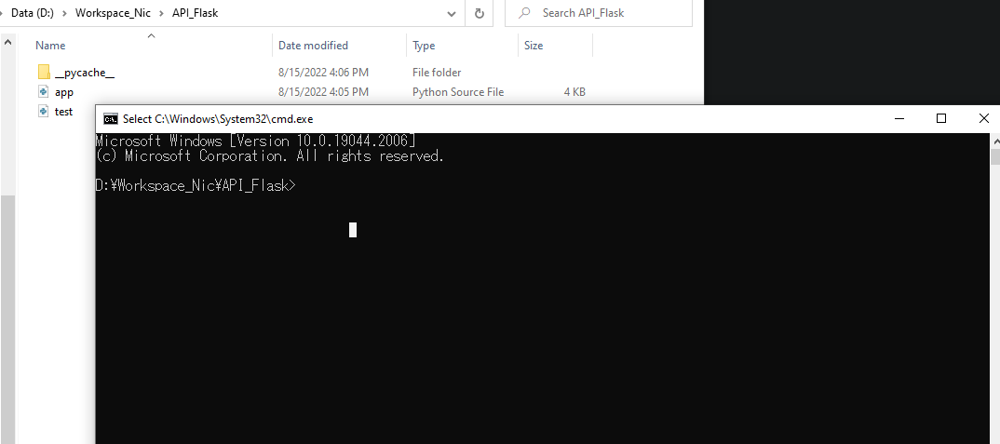 Data (D:) > Workspace_Nic > API_Flask
Search API_Flask
Name Date modified Type Size
__pycache__ 8/15/2022 4:06 PM File folder
app 8/15/2022 4:05 PM Python Source File 4 KB
test
Select C:\Windows\System32\cmd.exe
Microsoft Windows [Version 10.0.19044.2006]
(c) Microsoft Corporation. All rights reserved.
D:¥Workspace_Nic¥API_Flask>